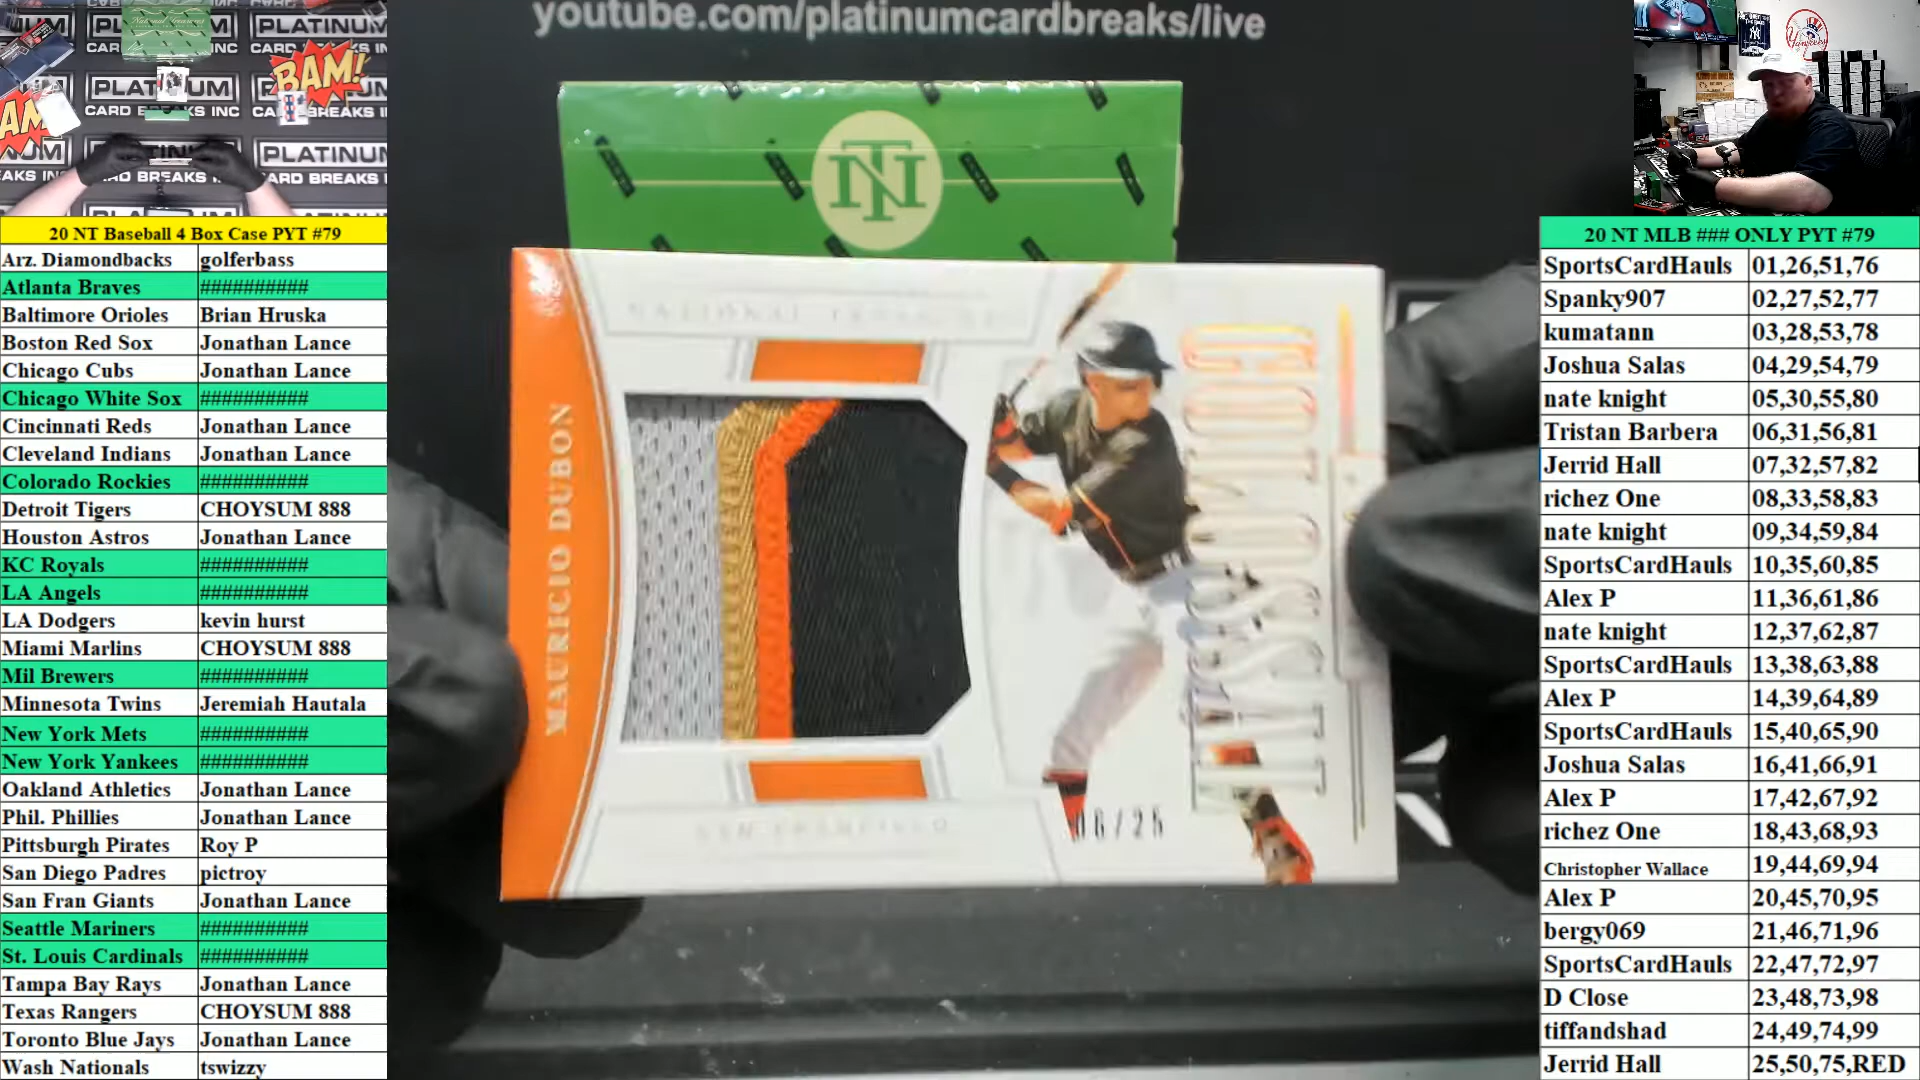 youtube.com/platinumcardbreaks/live
National Treasures
PLATINUM
CARD BREAKS INC
BAM!
Yankees
NT
NATIONAL TREASURES
MAURICIO DUBON
COLOSSAL
SAN FRANCISCO
06/25
20 NT Baseball 4 Box Case PYT #79
Arz. Diamondbacks golferbass
Atlanta Braves ##########
Baltimore Orioles Brian Hruska
Boston Red Sox Jonathan Lance
Chicago Cubs Jonathan Lance
Chicago White Sox ##########
Cincinnati Reds Jonathan Lance
Cleveland Indians Jonathan Lance
Colorado Rockies ##########
Detroit Tigers CHOYSUM 888
Houston Astros Jonathan Lance
KC Royals ##########
LA Angels ##########
LA Dodgers kevin hurst
Miami Marlins CHOYSUM 888
Mil Brewers ##########
Minnesota Twins Jeremiah Hautala
New York Mets ##########
New York Yankees ##########
Oakland Athletics Jonathan Lance
Phil. Phillies Jonathan Lance
Pittsburgh Pirates Roy P
San Diego Padres pictroy
San Fran Giants Jonathan Lance
Seattle Mariners ##########
St. Louis Cardinals ##########
Tampa Bay Rays Jonathan Lance
Texas Rangers CHOYSUM 888
Toronto Blue Jays Jonathan Lance
Wash Nationals tswizzy
20 NT MLB ### ONLY PYT #79
SportsCardHauls 01,26,51,76
Spanky907 02,27,52,77
kumatann 03,28,53,78
Joshua Salas 04,29,54,79
nate knight 05,30,55,80
Tristan Barbera 06,31,56,81
Jerrid Hall 07,32,57,82
richez One 08,33,58,83
nate knight 09,34,59,84
SportsCardHauls 10,35,60,85
Alex P 11,36,61,86
nate knight 12,37,62,87
SportsCardHauls 13,38,63,88
Alex P 14,39,64,89
SportsCardHauls 15,40,65,90
Joshua Salas 16,41,66,91
Alex P 17,42,67,92
richez One 18,43,68,93
Christopher Wallace 19,44,69,94
Alex P 20,45,70,95
bergy069 21,46,71,96
SportsCardHauls 22,47,72,97
D Close 23,48,73,98
tiffandshad 24,49,74,99
Jerrid Hall 25,50,75,RED